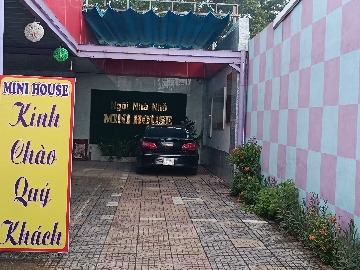 MINI HOUSE
Kính
Chào
Quý
Khách
Ngôi Nhà Nhỏ
MINI HOUSE